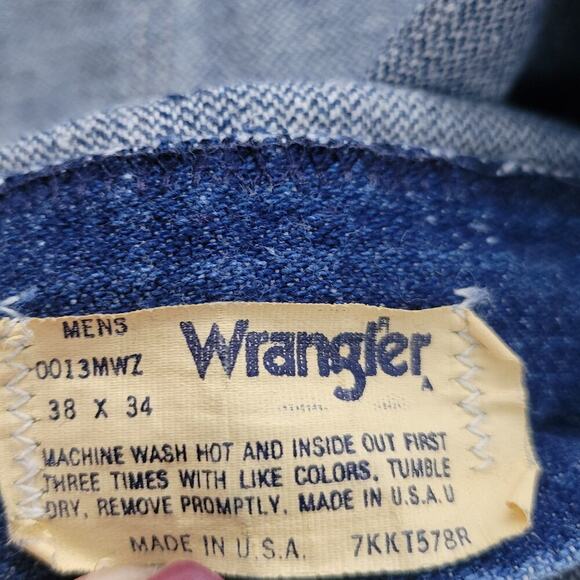 MENS
Wrangler
0013MWZ
A
38 X 34
MACHINE WASH HOT AND INSIDE OUT FIRST
THREE TIMES WITH LIKE COLORS. TUMBLE
DRY, REMOVE PROMPTLY. MADE IN U.S.A.U
MADE IN U.S.A. 7KKT578R